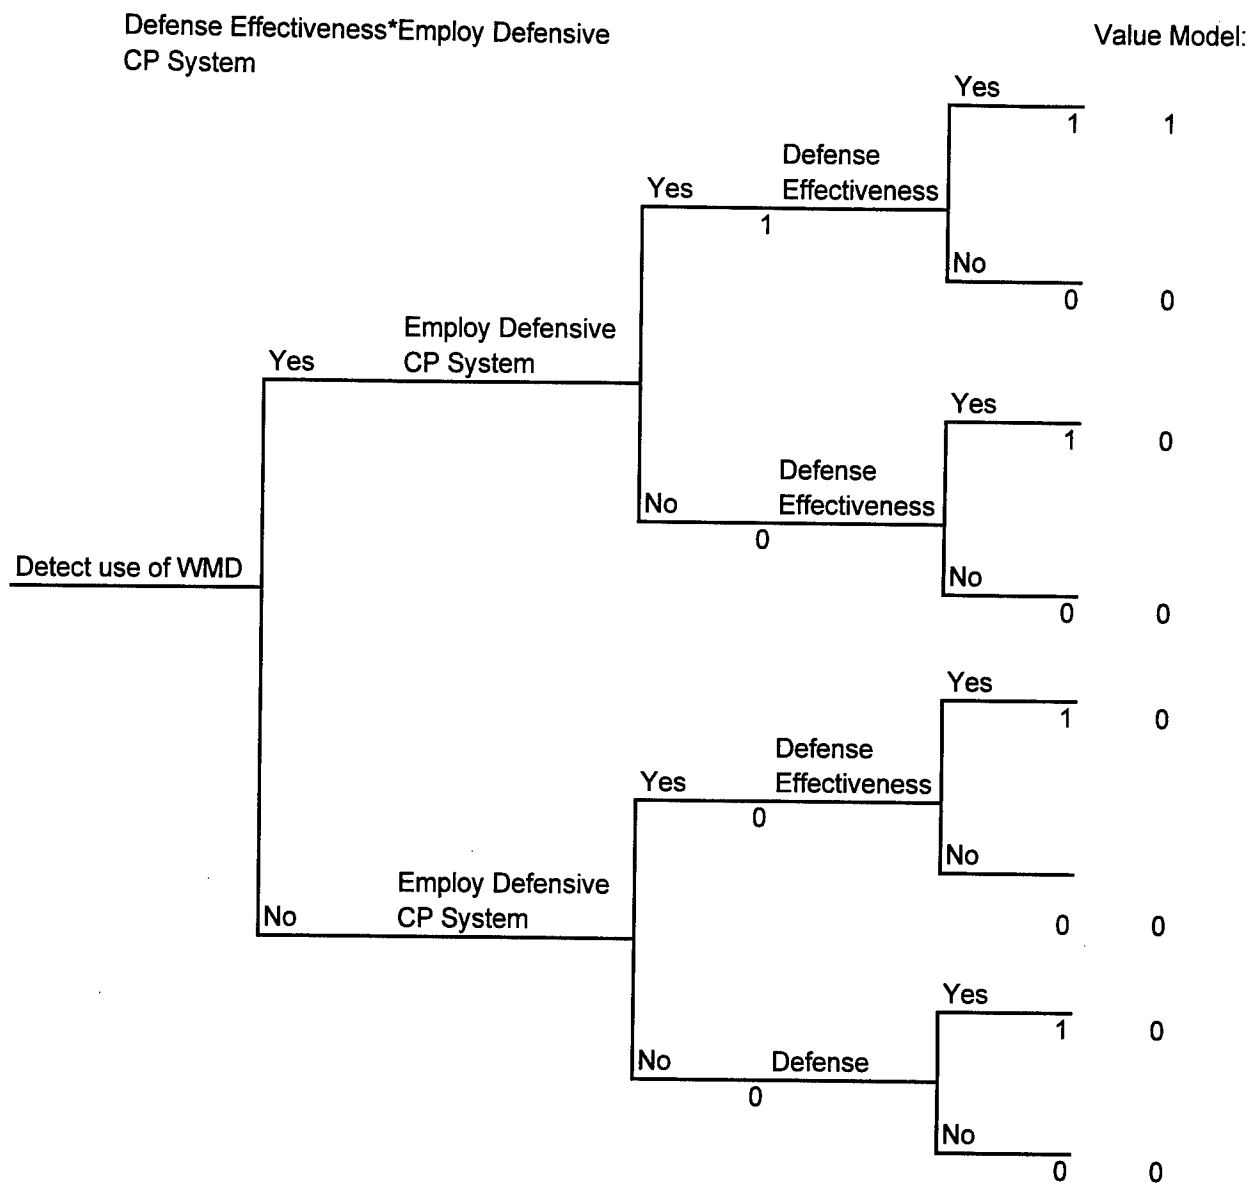 Defense Effectiveness*Employ Defensive
CP System
Value Model:
Yes
1 1
Defense
Effectiveness
Yes
1
No
0 0
Employ Defensive
CP System
Yes
Yes
1 0
Defense
Effectiveness
No
0
No
0 0
Detect use of WMD
Yes
1 0
Defense
Effectiveness
Yes
0
No
0 0
Employ Defensive
CP System
No
Yes
1 0
No
Defense
0
No
0 0